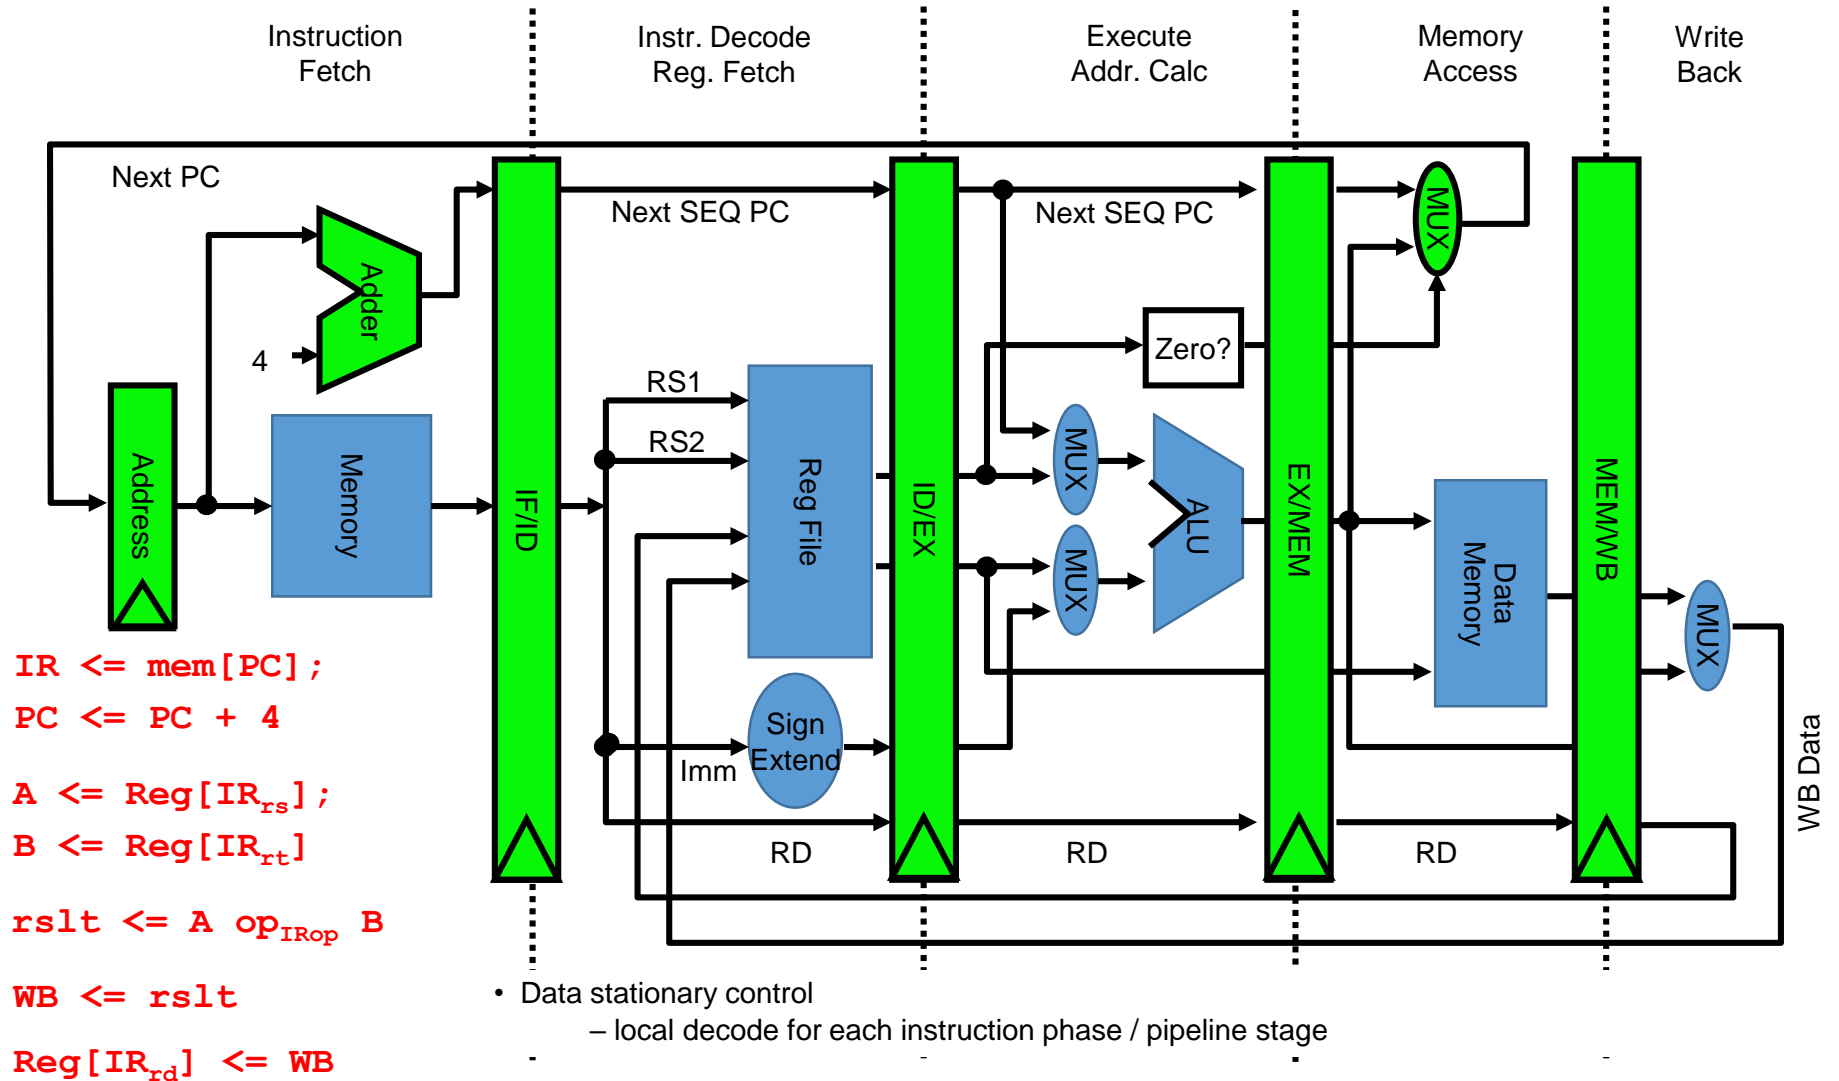 Instruction
Fetch
Instr. Decode
Reg. Fetch
Execute
Addr. Calc
Memory
Access
Write
Back
Next PC
Next SEQ PC
Next SEQ PC
MUX
Adder
4
Zero?
RS1
RS2
Address
Memory
IF/ID
Reg File
ID/EX
MUX
MUX
ALU
EX/MEM
Data
Memory
MEM/WB
MUX
Sign
Extend
Imm
RD
RD
RD
WB Data
IR <= mem[PC];
PC <= PC + 4
A <= Reg[IRrs];
B <= Reg[IRrt]
rslt <= A opIRop B
WB <= rslt
Reg[IRrd] <= WB
• Data stationary control
– local decode for each instruction phase / pipeline stage